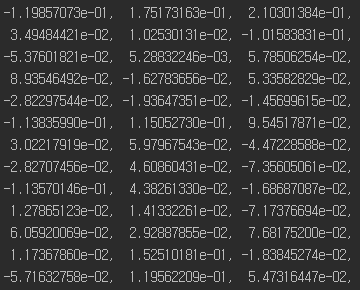 -1.19857073e-01, 1.75173163e-02, 2.10301384e-01,
3.49484421e-02, 1.02530131e-02, -1.01583831e-01,
-5.37601821e-02, 5.28832246e-03, 5.78506254e-02,
8.93546492e-02, -1.62783656e-02, 5.33582829e-02,
-2.82297544e-02, -1.93647351e-02, -1.45699615e-02,
-1.13835990e-01, 1.15052730e-01, 9.54517871e-02,
3.02217919e-02, 5.97967543e-02, -4.47228588e-02,
-2.82707456e-02, 4.60860431e-02, -7.35605061e-02,
-1.13570146e-01, 4.38261330e-02, -1.68687087e-02,
1.27865123e-02, 1.41332261e-02, -7.17376694e-02,
6.05920069e-02, 2.92887855e-02, 7.68175200e-02,
1.17367860e-02, 1.52510181e-01, -1.83845274e-02,
-5.71632758e-02, 1.19562209e-01, 5.47316447e-02,